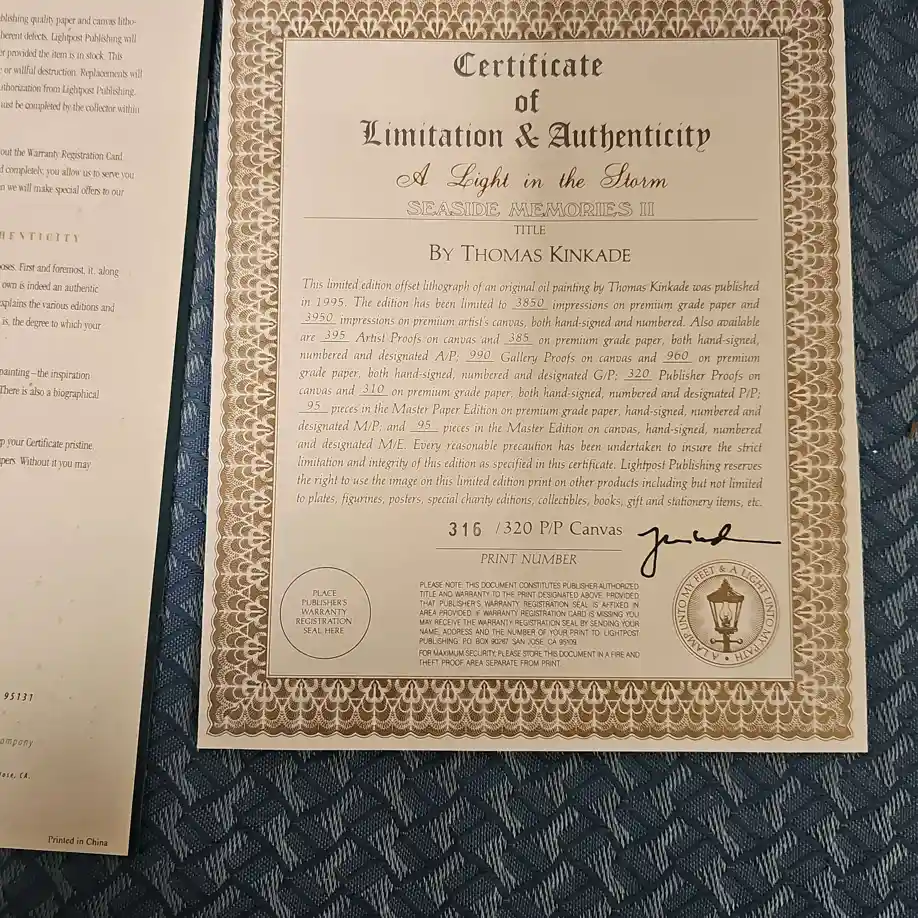 blishing quality paper and canvas litho-
herent defects. Lightpost Publishing will
er provided the item is in stock. This
or willful destruction. Replacements will
uthorization from Lightpost Publishing.
ust be completed by the collector within
out the Warranty Registration Card
d completely, you allow us to serve you
n we will make special offers to our
HENTICITY
oses. First and foremost, it, along
own is indeed an authentic
explains the various editions and
is, the degree to which your
painting – the inspiration
There is also a biographical
p your Certificate pristine.
pers. Without it you may
95131
ompany
ose, CA.
Printed in China
Certificate
of
Limitation & Authenticity
A Light in the Storm
SEASIDE MEMORIES II
TITLE
BY THOMAS KINKADE
This limited edition offset lithograph of an original oil painting by Thomas Kinkade was published
in 1995. The edition has been limited to 3850 impressions on premium grade paper and
3950 impressions on premium artist's canvas, both hand-signed and numbered. Also available
are 395 Artist Proofs on canvas and 385 on premium grade paper, both hand-signed,
numbered and designated A/P; 990 Gallery Proofs on canvas and 960 on premium
grade paper, both hand-signed, numbered and designated G/P; 320 Publisher Proofs on
canvas and 310 on premium grade paper, both hand-signed, numbered and designated P/P;
95 pieces in the Master Paper Edition on premium grade paper, hand-signed, numbered and
designated M/P; and 95 pieces in the Master Edition on canvas, hand-signed, numbered
and designated M/E. Every reasonable precaution has been undertaken to insure the strict
limitation and integrity of this edition as specified in this certificate. Lightpost Publishing reserves
the right to use the image on this limited edition print on other products including but not limited
to plates, figurines, posters, special charity editions, collectibles, books, gift and stationery items, etc.
316 /320 P/P Canvas
PRINT NUMBER
PLACE
PUBLISHER'S
WARRANTY
REGISTRATION
SEAL HERE
PLEASE NOTE: THIS DOCUMENT CONSTITUTES PUBLISHER-AUTHORIZED
TITLE AND WARRANTY TO THE PRINT DESIGNATED ABOVE, PROVIDED
THAT PUBLISHER'S WARRANTY REGISTRATION SEAL IS AFFIXED IN
AREA PROVIDED. IF WARRANTY REGISTRATION CARD IS MISSING YOU
MAY RECEIVE THE WARRANTY REGISTRATION SEAL BY SENDING YOUR
NAME, ADDRESS AND THE NUMBER OF YOUR PRINT TO LIGHTPOST
PUBLISHING: P.O. BOX 90267, SAN JOSE, CA 95109.
FOR MAXIMUM SECURITY, PLEASE STORE THIS DOCUMENT IN A FIRE AND
THEFT PROOF AREA SEPARATE FROM PRINT.
A LAMP UNTO MY FEET & A LIGHT UNTO MY PATH